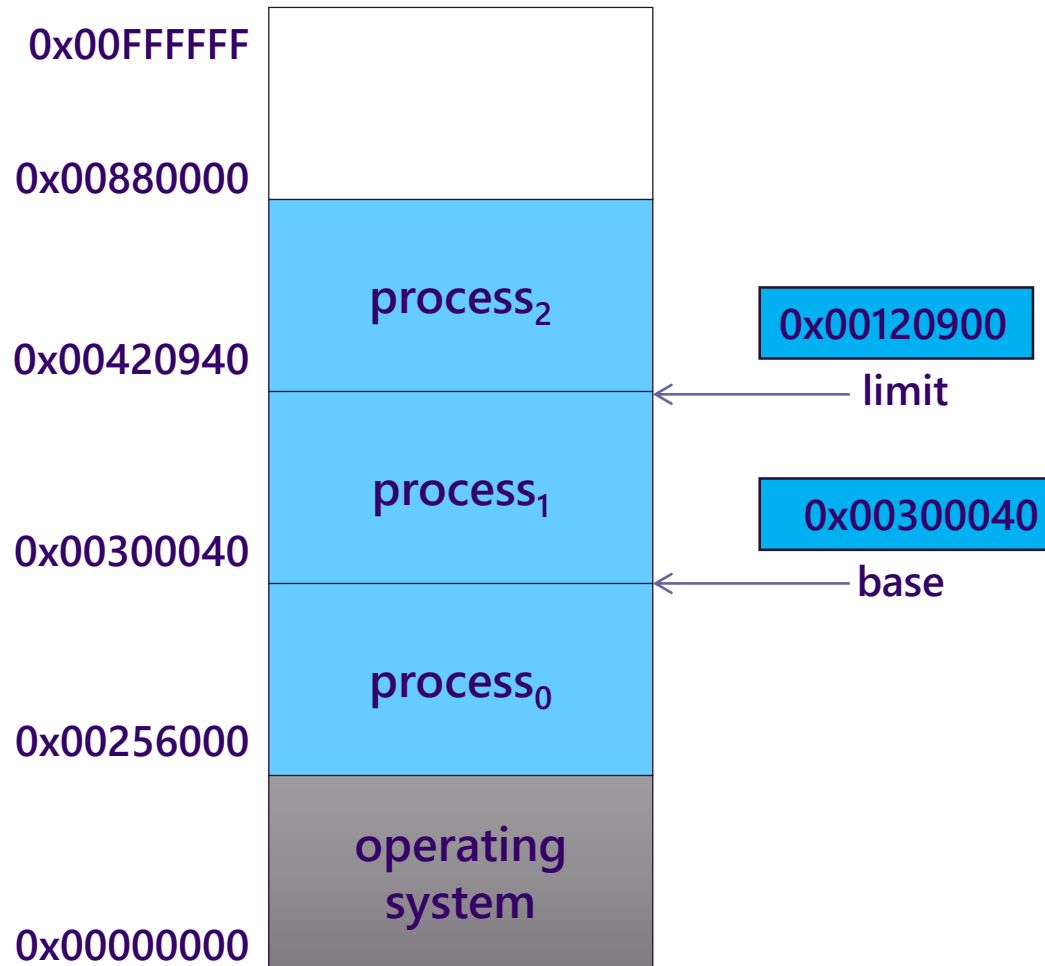 0x00FFFFFF
0x00880000
process₂
0x00120900
0x00420940
limit
process₁
0x00300040
0x00300040
base
process₀
0x00256000
operating
system
0x00000000